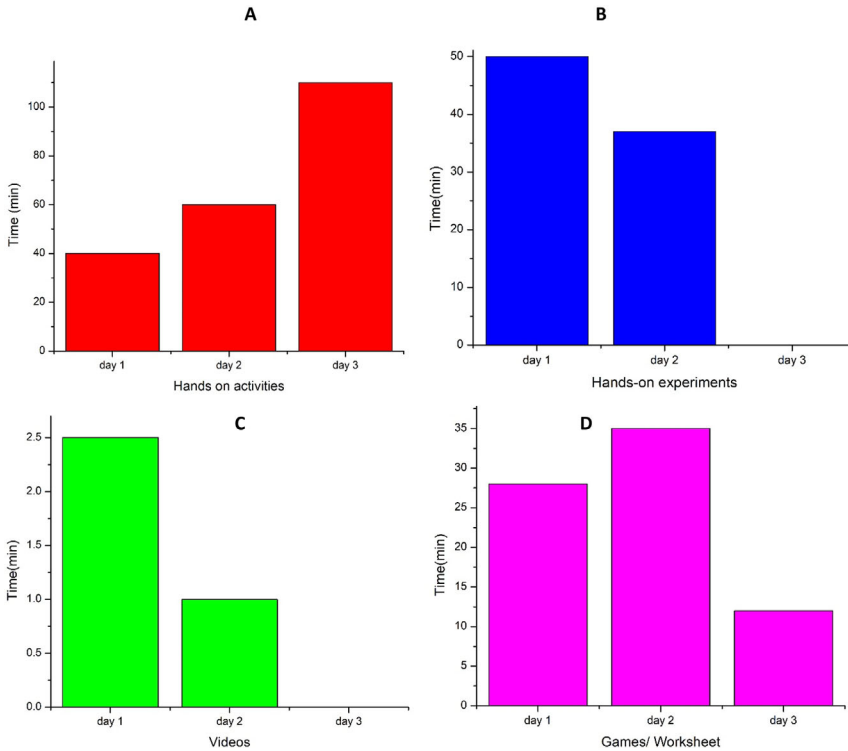 A
Time (min)
100
80
60
40
20
0
day 1 day 2 day 3
Hands on activities
B
Time(min)
50
40
30
20
10
0
day 1 day 2 day 3
Hands-on experiments
C
Time(min)
2.5
2.0
1.5
1.0
0.5
0.0
day 1 day 2 day 3
Videos
D
Time(min)
35
30
25
20
15
10
5
0
day 1 day 2 day 3
Games/ Worksheet